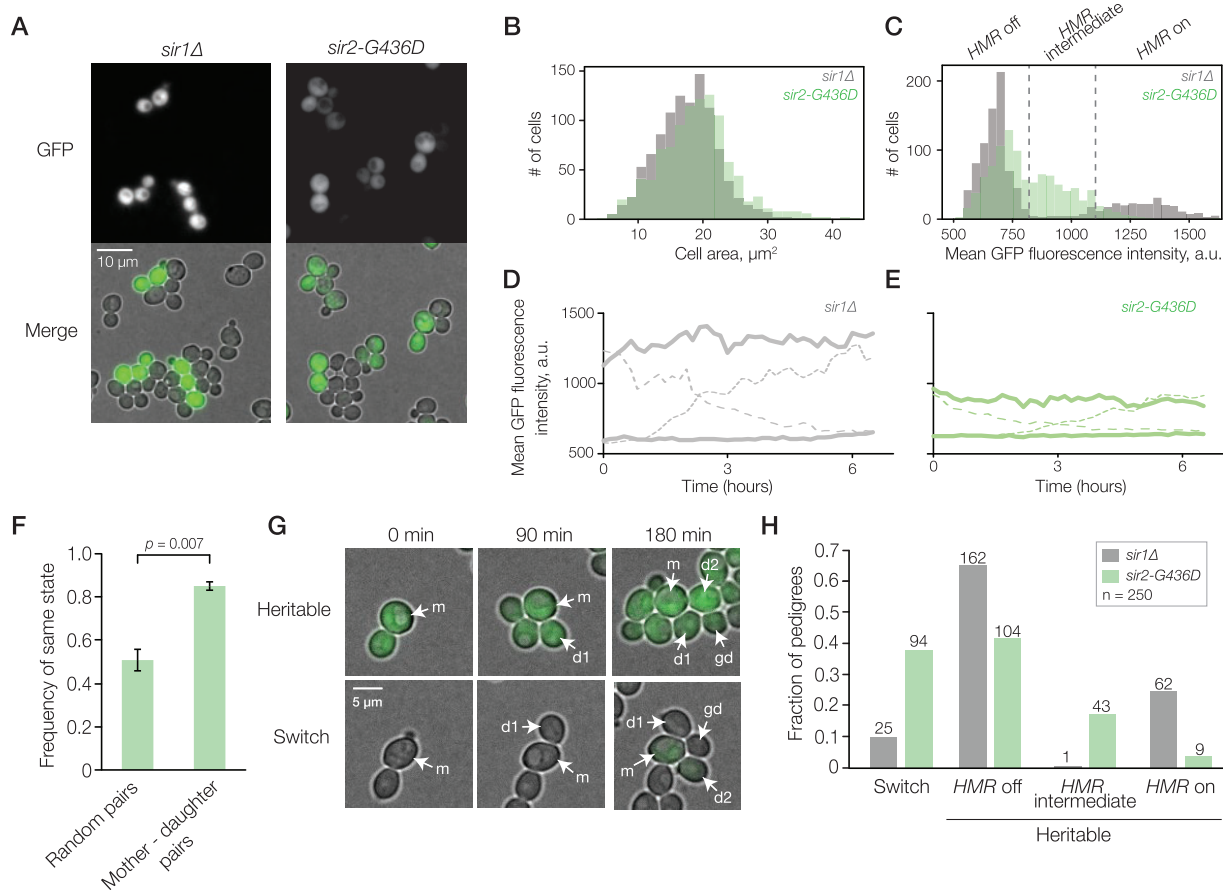 A
sir1Δ
sir2-G436D
GFP
Merge
10 µm
B
# of cells
150
100
50
0
sir1Δ
sir2-G436D
10
20
30
40
Cell area, µm²
C
HMR off
HMR
intermediate
HMR on
# of cells
200
100
0
sir1Δ
sir2-G436D
500
750
1000
1250
1500
Mean GFP fluorescence intensity, a.u.
D
sir1Δ
Mean GFP fluorescence
intensity, a.u.
1500
1000
500
0
3
6
Time (hours)
E
sir2-G436D
0
3
6
Time (hours)
F
p = 0.007
Frequency of same state
1.0
0.8
0.6
0.4
0.2
0
Random pairs
Mother - daughter
pairs
G
0 min
90 min
180 min
Heritable
m
m
d1
m
d2
d1
gd
Switch
5 µm
m
d1
m
d1
gd
m
d2
H
Fraction of pedigrees
0.7
0.6
0.5
0.4
0.3
0.2
0.1
0
sir1Δ
sir2-G436D
n = 250
25
94
162
104
1
43
62
9
Switch
HMR off
HMR
intermediate
HMR on
Heritable